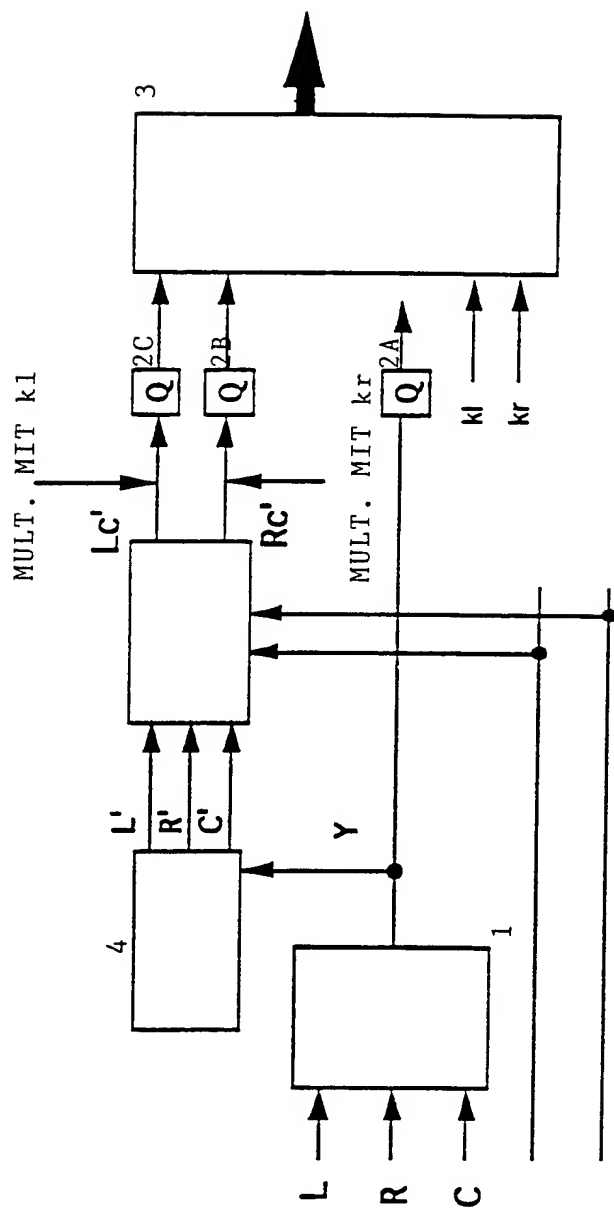 3
MULT. MIT kl
2C
Q
2B
Q
Lc'
Rc'
MULT. MIT kr
2A
Q
kl
kr
L'
R'
C'
4
Y
1
L
R
C